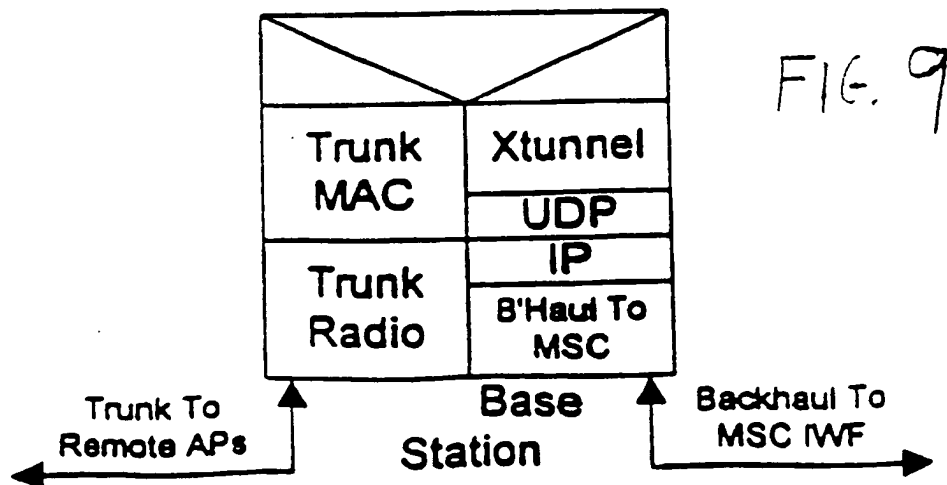 FIG. 9
Trunk
MAC
Xtunnel
UDP
IP
Trunk
Radio
B'Haul To
MSC
Base
Station
Trunk To
Remote APs
Backhaul To
MSC IWF